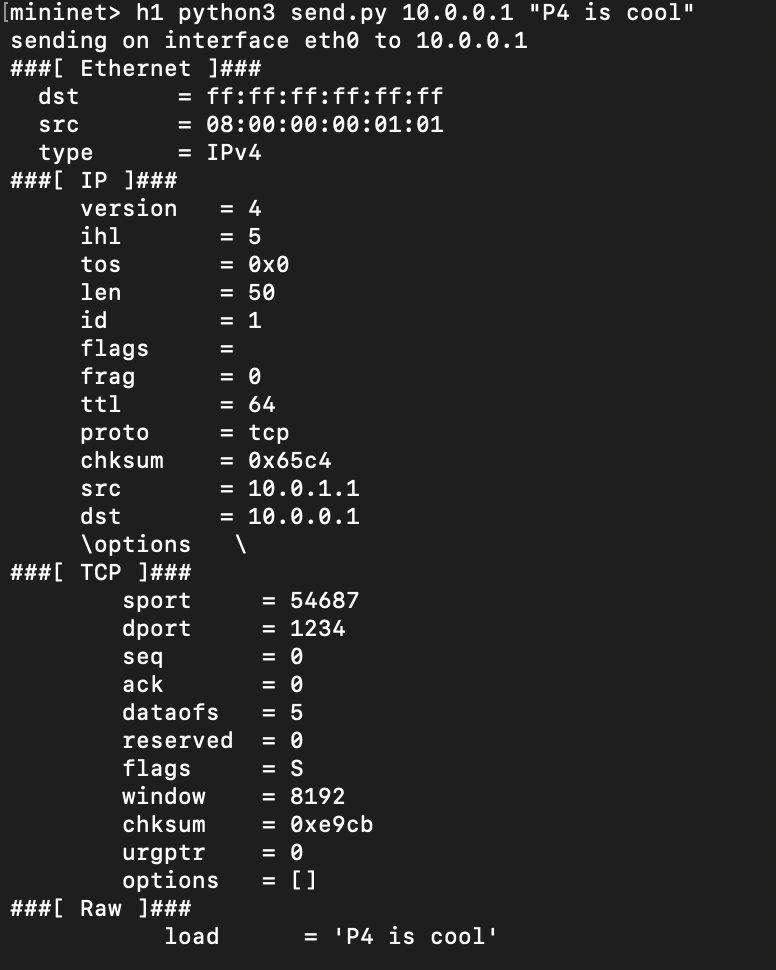 [mininet> h1 python3 send.py 10.0.0.1 "P4 is cool"
sending on interface eth0 to 10.0.0.1
###[ Ethernet ]###
  dst       = ff:ff:ff:ff:ff:ff
  src       = 08:00:00:00:01:01
  type      = IPv4
###[ IP ]###
     version   = 4
     ihl       = 5
     tos       = 0x0
     len       = 50
     id        = 1
     flags     =
     frag      = 0
     ttl       = 64
     proto     = tcp
     chksum    = 0x65c4
     src       = 10.0.1.1
     dst       = 10.0.0.1
     \options   \
###[ TCP ]###
        sport     = 54687
        dport     = 1234
        seq       = 0
        ack       = 0
        dataofs   = 5
        reserved  = 0
        flags     = S
        window    = 8192
        chksum    = 0xe9cb
        urgptr    = 0
        options   = []
###[ Raw ]###
           load      = 'P4 is cool'